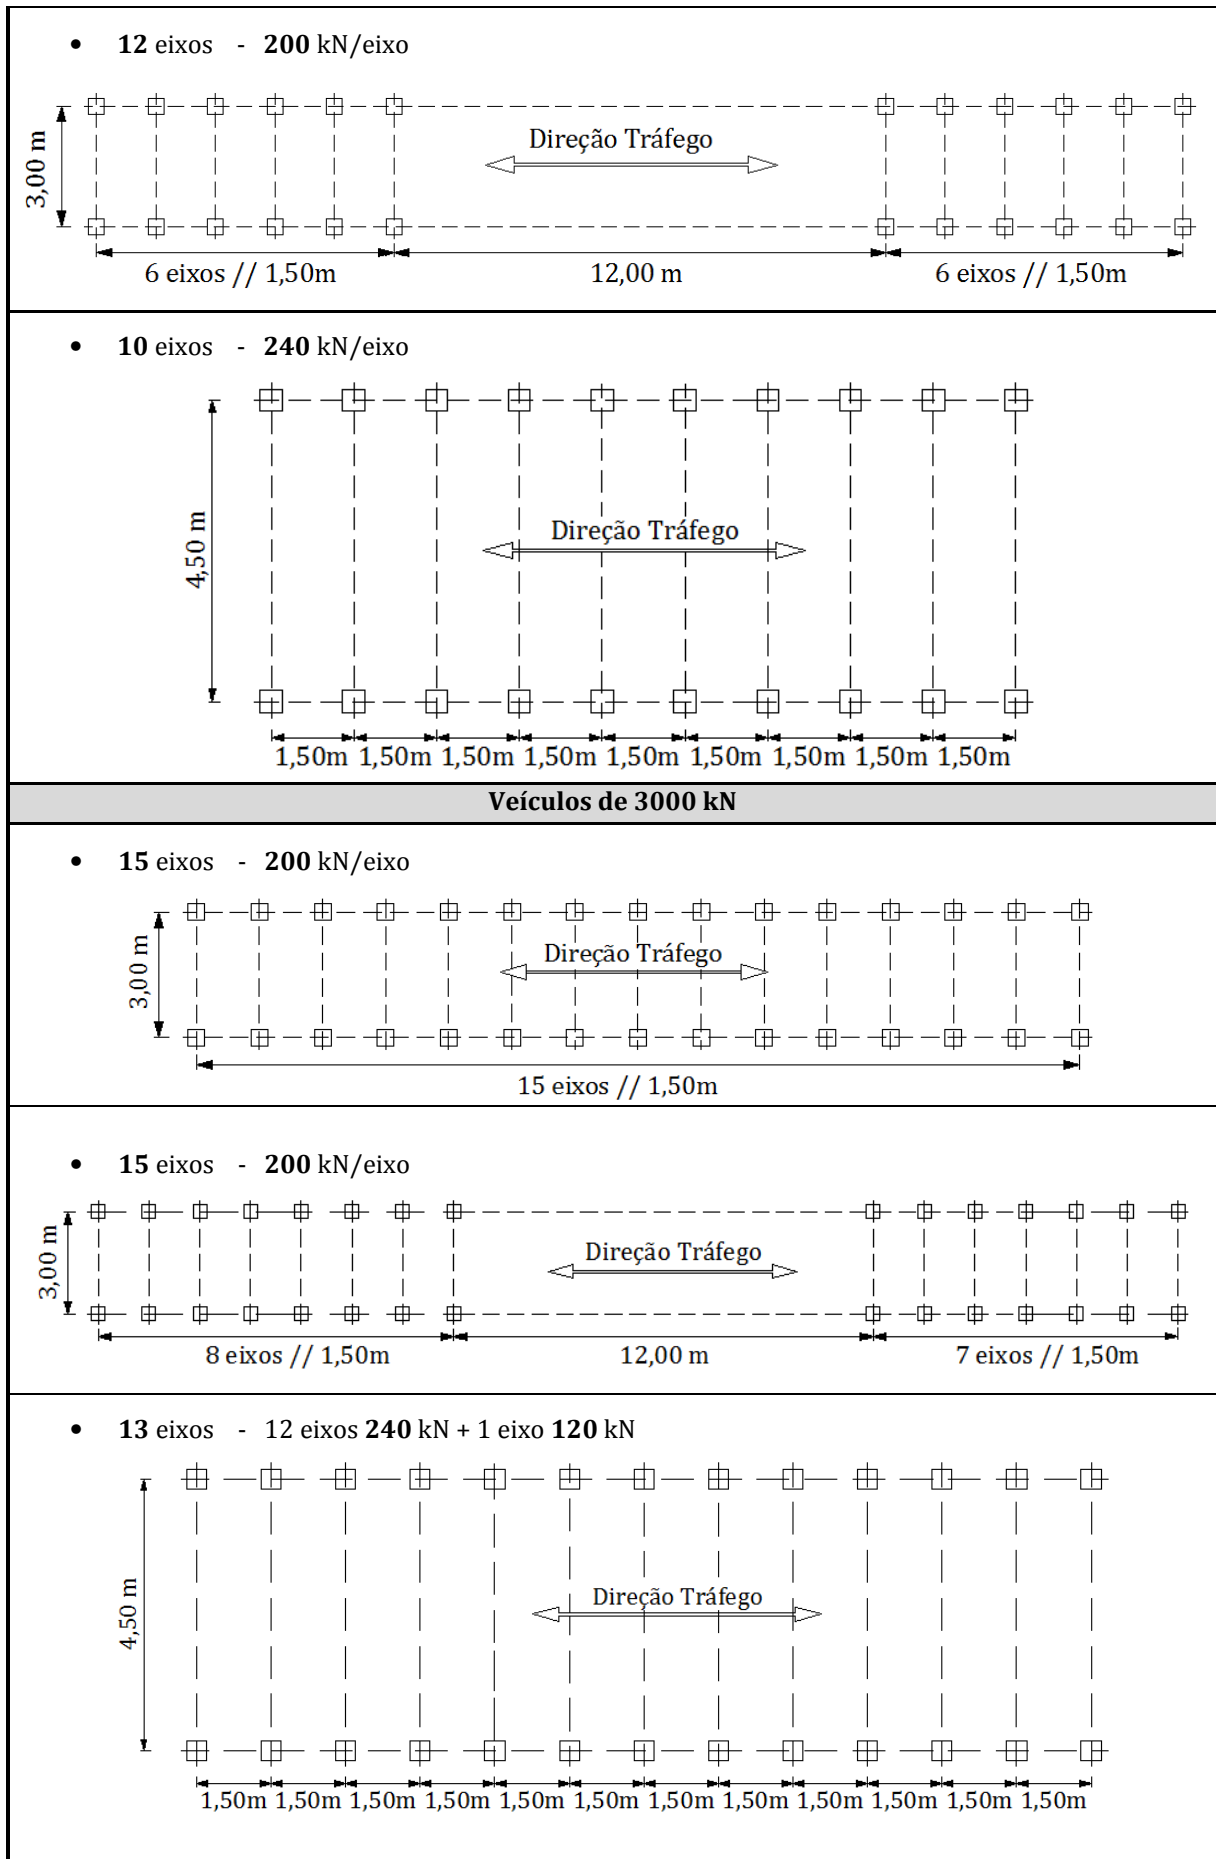 • 12 eixos - 200 kN/eixo
Direção Tráfego
3,00 m
6 eixos // 1,50m 12,00 m 6 eixos // 1,50m
• 10 eixos - 240 kN/eixo
4,50 m
Direção Tráfego
1,50m 1,50m 1,50m 1,50m 1,50m 1,50m 1,50m 1,50m 1,50m
Veículos de 3000 kN
• 15 eixos - 200 kN/eixo
3,00 m
Direção Tráfego
15 eixos // 1,50m
• 15 eixos - 200 kN/eixo
3,00 m
Direção Tráfego
8 eixos // 1,50m 12,00 m 7 eixos // 1,50m
• 13 eixos - 12 eixos 240 kN + 1 eixo 120 kN
4,50 m
Direção Tráfego
1,50m 1,50m 1,50m 1,50m 1,50m 1,50m 1,50m 1,50m 1,50m 1,50m 1,50m 1,50m